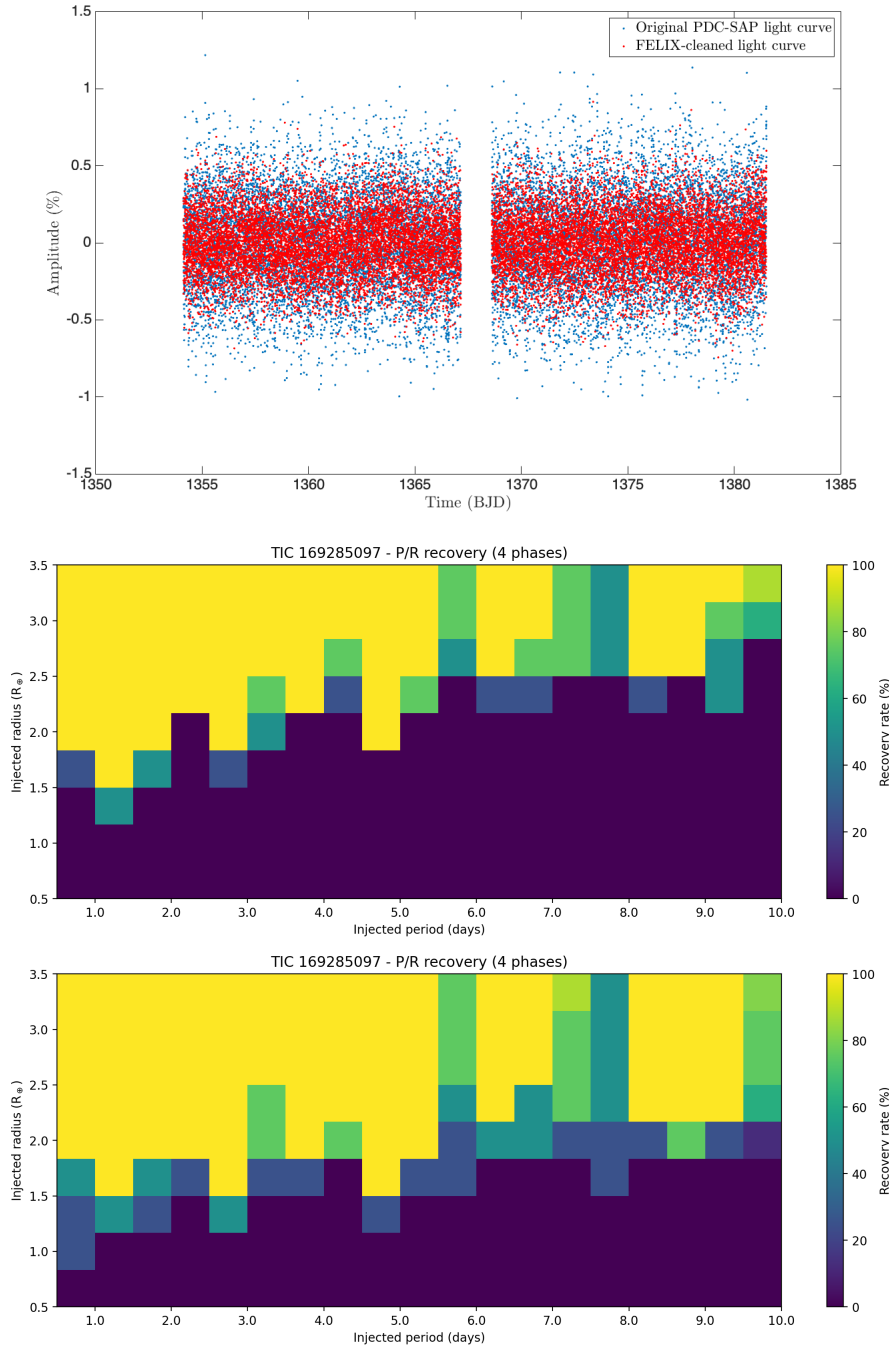 1.5
1
0.5
0
-0.5
-1
-1.5
Amplitude (%)
Original PDC-SAP light curve
FELIX-cleaned light curve
1350 1355 1360 1365 1370 1375 1380 1385
Time (BJD)
TIC 169285097 - P/R recovery (4 phases)
3.5
3.0
2.5
2.0
1.5
1.0
0.5
Injected radius (R⊕)
1.0 2.0 3.0 4.0 5.0 6.0 7.0 8.0 9.0 10.0
Injected period (days)
100
80
60
40
20
0
Recovery rate (%)
TIC 169285097 - P/R recovery (4 phases)
3.5
3.0
2.5
2.0
1.5
1.0
0.5
Injected radius (R⊕)
1.0 2.0 3.0 4.0 5.0 6.0 7.0 8.0 9.0 10.0
Injected period (days)
100
80
60
40
20
0
Recovery rate (%)